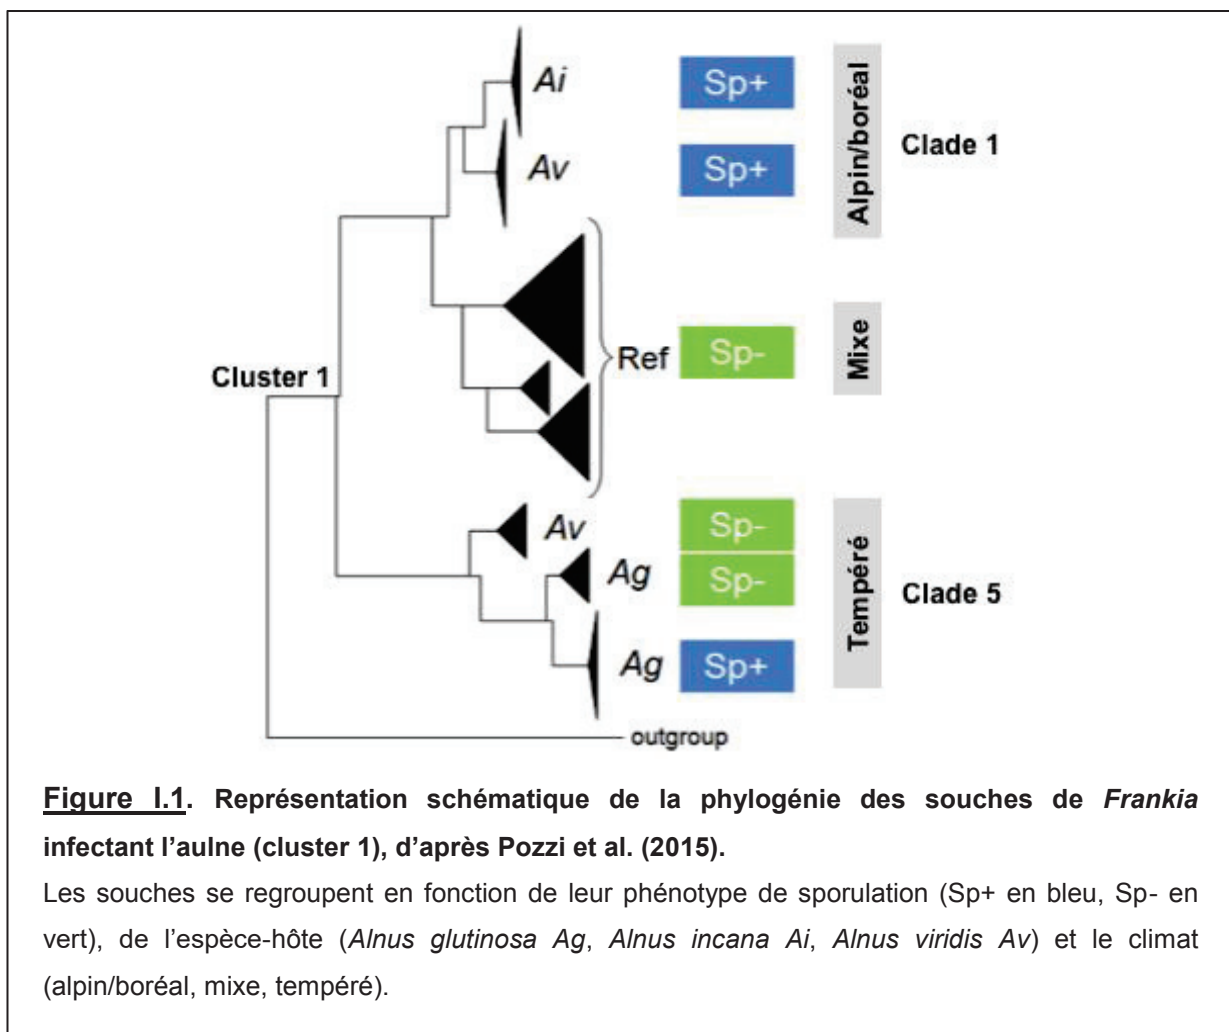 Ai Sp+
Av Sp+
Alpin/boréal
Clade 1
Ref Sp-
Mixe
Cluster 1
Av Sp-
Ag Sp-
Ag Sp+
Tempéré
Clade 5
outgroup
Figure I.1. Représentation schématique de la phylogénie des souches de Frankia
infectant l’aulne (cluster 1), d’après Pozzi et al. (2015).
Les souches se regroupent en fonction de leur phénotype de sporulation (Sp+ en bleu, Sp- en
vert), de l’espèce-hôte (Alnus glutinosa Ag, Alnus incana Ai, Alnus viridis Av) et le climat
(alpin/boréal, mixe, tempéré).